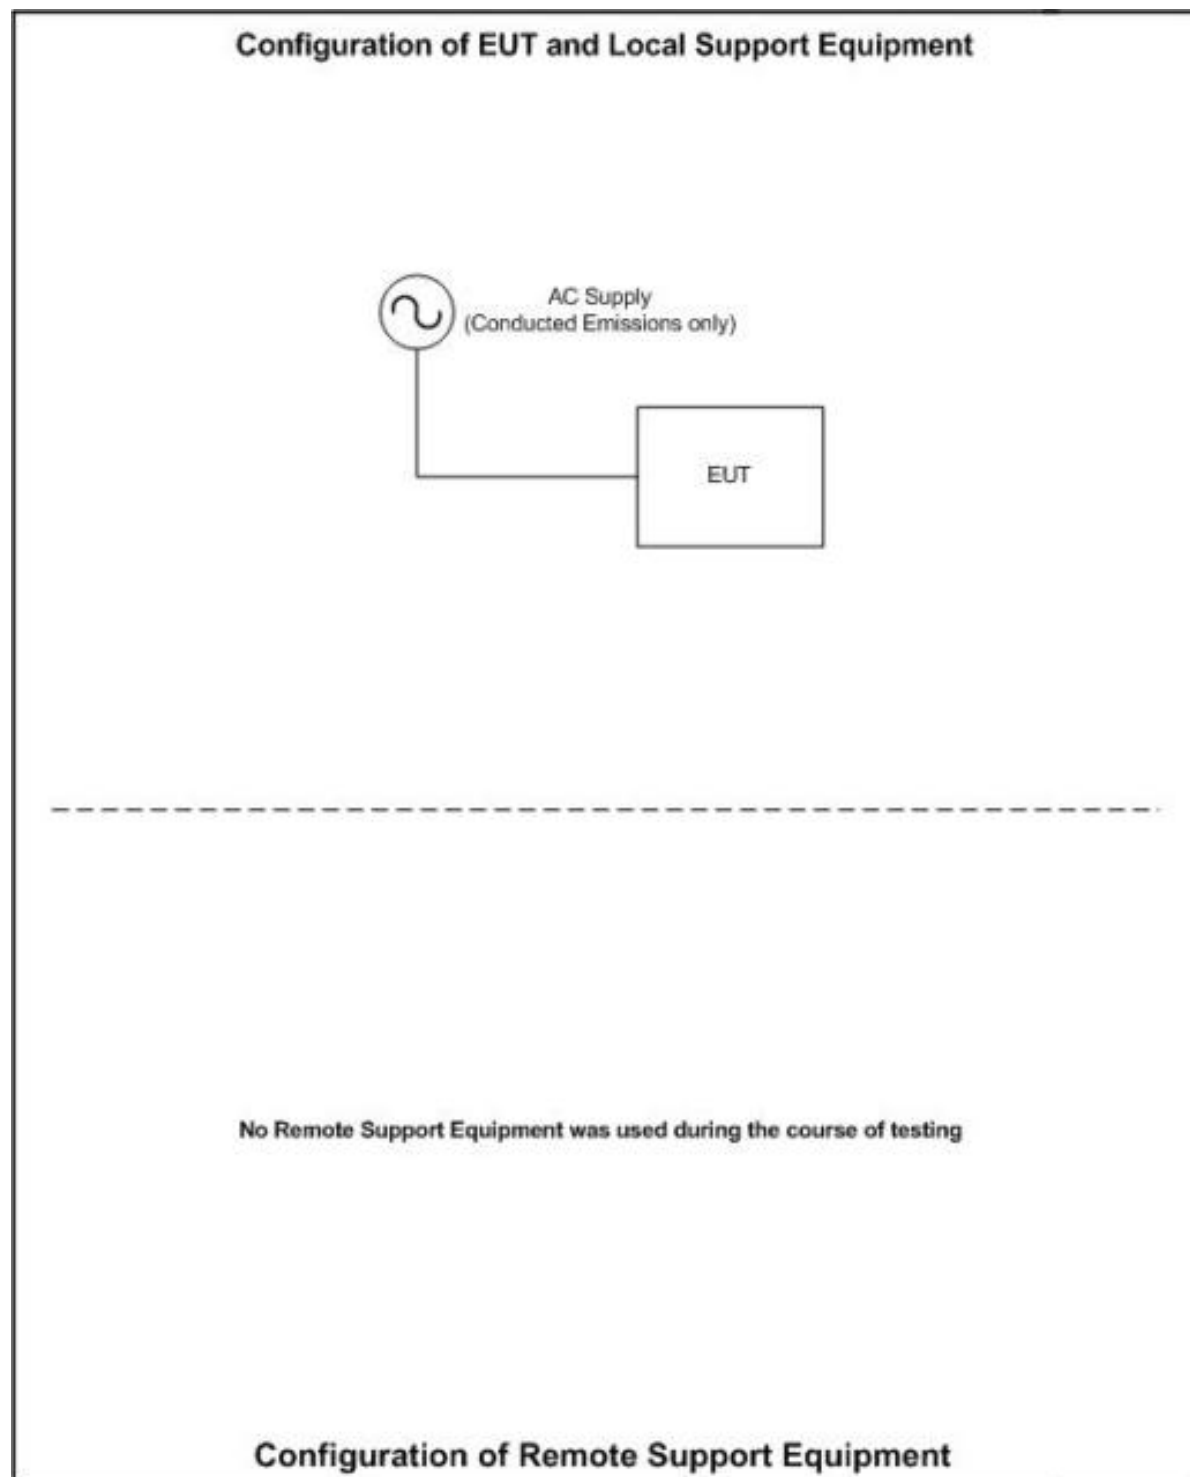 Configuration of EUT and Local Support Equipment
AC Supply
(Conducted Emissions only)
EUT
No Remote Support Equipment was used during the course of testing
Configuration of Remote Support Equipment